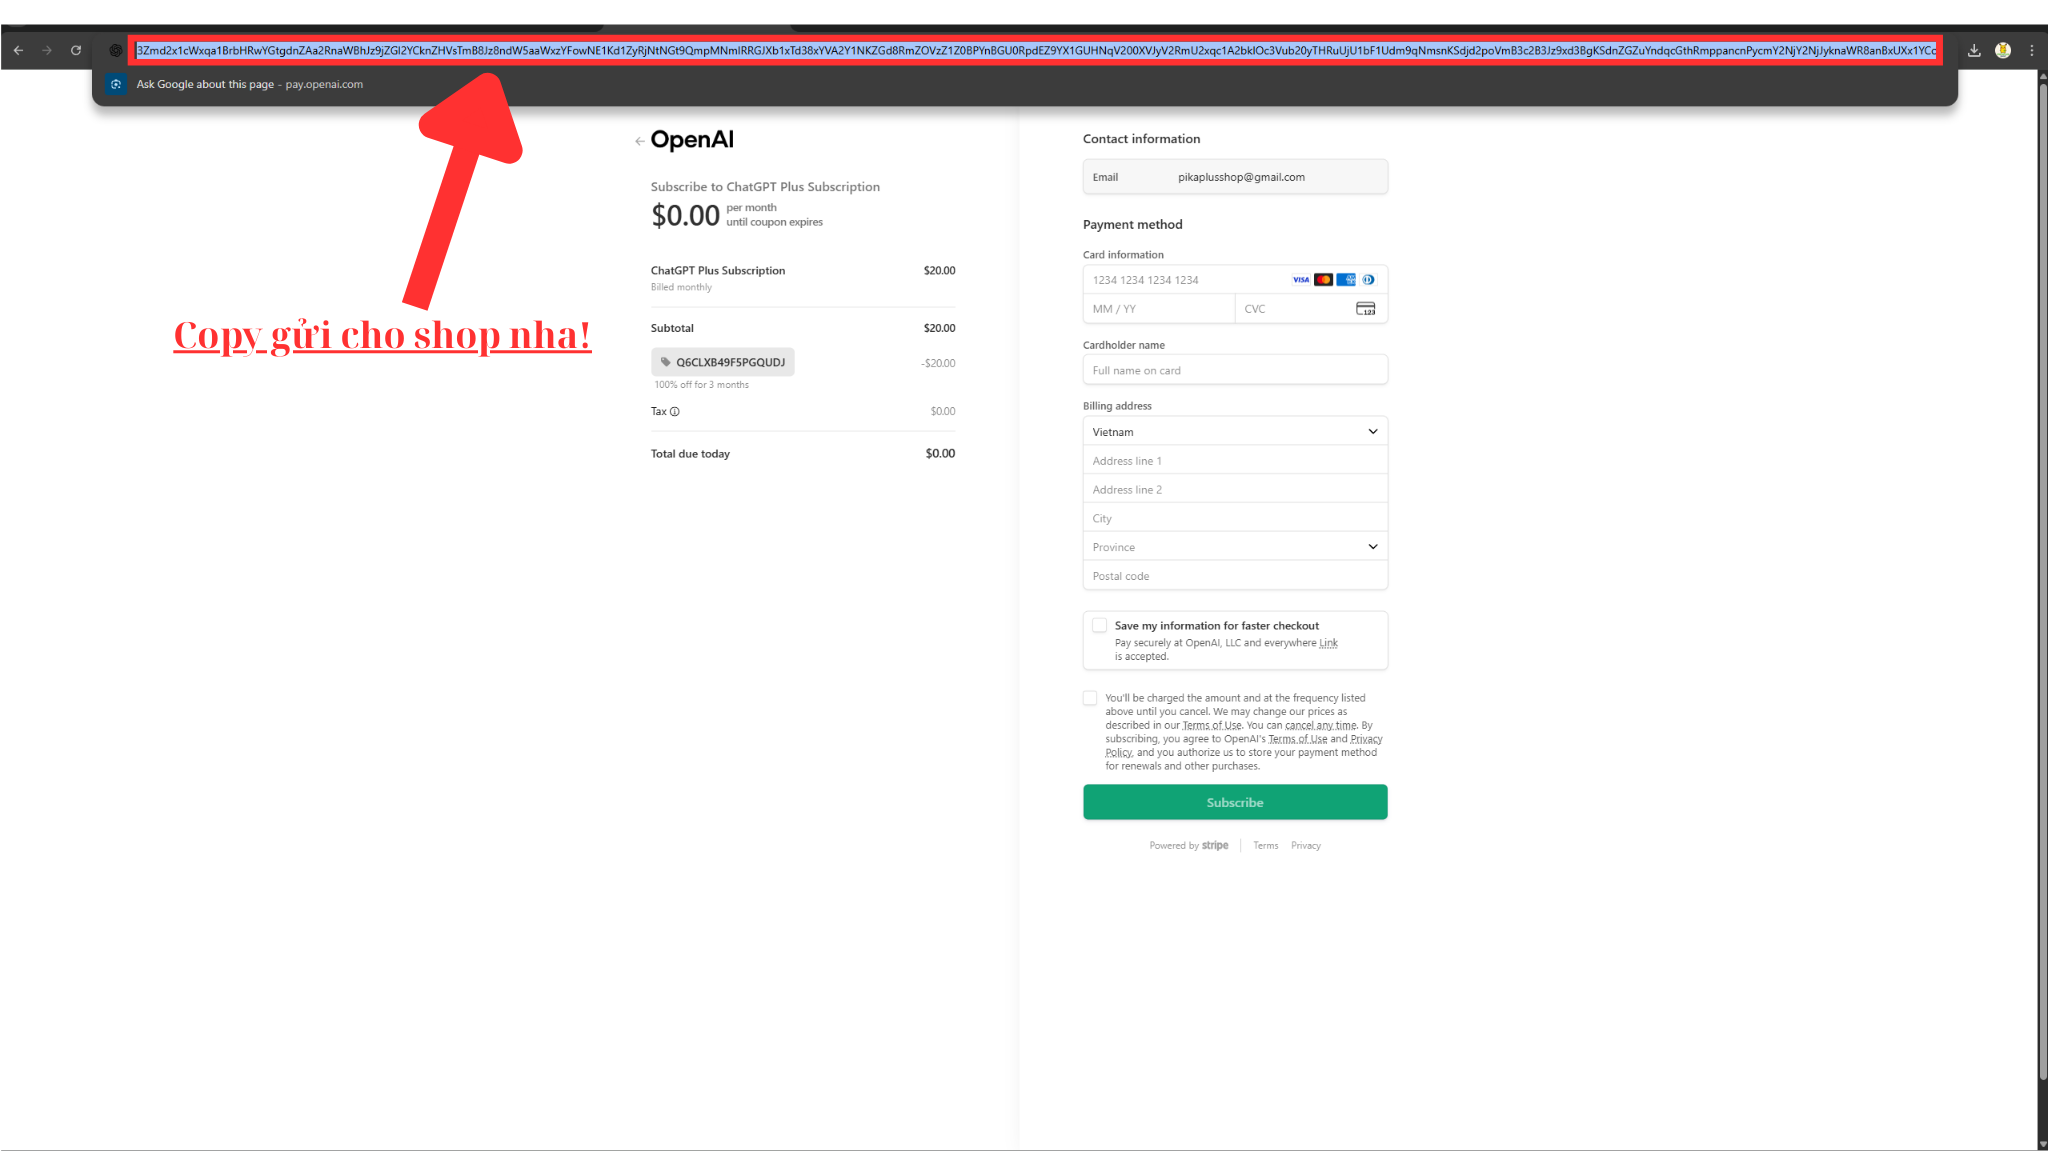 Ask Google about this page - pay.openai.com
OpenAI
Subscribe to ChatGPT Plus Subscription
$0.00 per month
until coupon expires
ChatGPT Plus Subscription $20.00
Billed monthly
Subtotal $20.00
Q6CLXB49F5PGQUDJ -$20.00
100% off for 3 months
Tax $0.00
Total due today $0.00
Copy gửi cho shop nha!
Contact information
Email pikaplusshop@gmail.com
Payment method
Card information
1234 1234 1234 1234 VISA
MM / YY CVC
Cardholder name
Full name on card
Billing address
Vietnam
Address line 1
Address line 2
City
Province
Postal code
Save my information for faster checkout
Pay securely at OpenAI, LLC and everywhere Link
is accepted.
You'll be charged the amount and at the frequency listed
above until you cancel. We may change our prices as
described in our Terms of Use. You can cancel any time. By
subscribing, you agree to OpenAI's Terms of Use and Privacy
Policy, and you authorize us to store your payment method
for renewals and other purchases.
Subscribe
Powered by stripe Terms Privacy